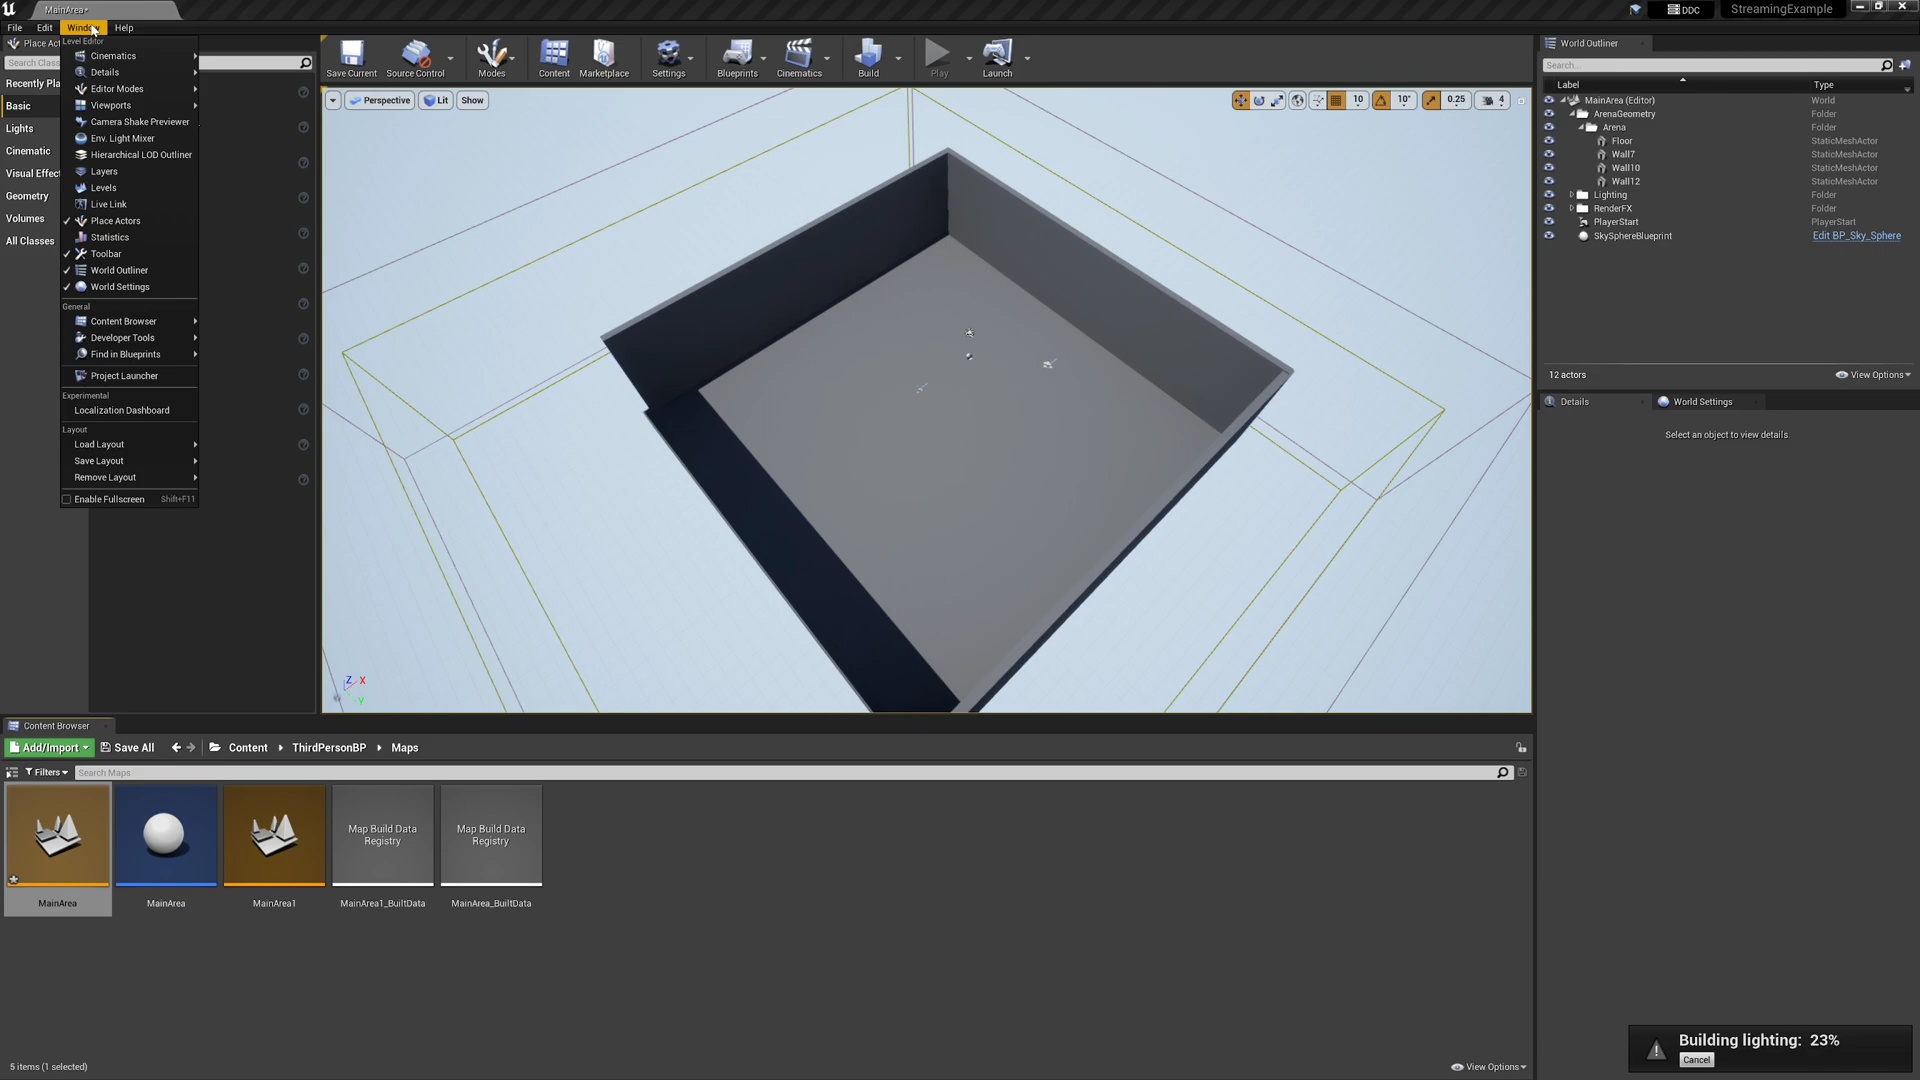 MainArea*
DDC
StreamingExample
File
Edit
Window
Help
Search Class
Recently Pla
Basic
Lights
Cinematic
Visual Effec
Geometry
Volumes
All Classes
Level Editor
Cinematics
Details
Editor Modes
Viewports
Camera Shake Previewer
Env. Light Mixer
Hierarchical LOD Outliner
Layers
Levels
Live Link
Place Actors
Statistics
Toolbar
World Outliner
World Settings
General
Content Browser
Developer Tools
Find in Blueprints
Project Launcher
Experimental
Localization Dashboard
Layout
Load Layout
Save Layout
Remove Layout
Enable Fullscreen Shift+F11
Save Current
Source Control
Modes
Content
Marketplace
Settings
Blueprints
Cinematics
Build
Play
Launch
Perspective
Lit
Show
10
10°
0.25
4
Z X
Y
World Outliner
Search...
Label
Type
MainArea (Editor) World
ArenaGeometry Folder
Arena Folder
Floor StaticMeshActor
Wall7 StaticMeshActor
Wall10 StaticMeshActor
Wall12 StaticMeshActor
Lighting Folder
RenderFX Folder
PlayerStart PlayerStart
SkySphereBlueprint Edit BP_Sky_Sphere
12 actors
View Options
Details
World Settings
Select an object to view details.
Content Browser
Add/Import
Save All
Content
ThirdPersonBP
Maps
Filters
Search Maps
Map Build Data
Registry
Map Build Data
Registry
MainArea
MainArea
MainArea1
MainArea1_BuiltData
MainArea_BuiltData
5 items (1 selected)
View Options
Building lighting: 23%
Cancel